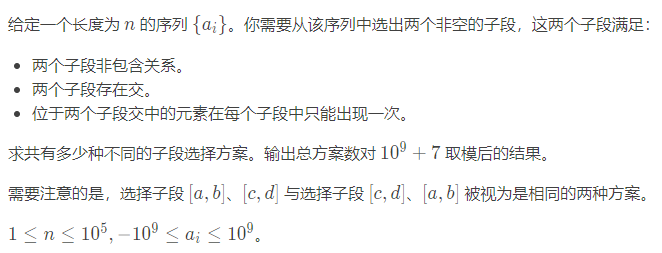 给定一个长度为 n 的序列 {a_i}。你需要从该序列中选出两个非空的子段，这两个子段满足：
• 两个子段非包含关系。
• 两个子段存在交。
• 位于两个子段交中的元素在每个子段中只能出现一次。
求共有多少种不同的子段选择方案。输出总方案数对 10^9 + 7 取模后的结果。
需要注意的是，选择子段 [a, b]、[c, d] 与选择子段 [c, d]、[a, b] 被视为是相同的两种方案。
1 ≤ n ≤ 10^5, −10^9 ≤ a_i ≤ 10^9。